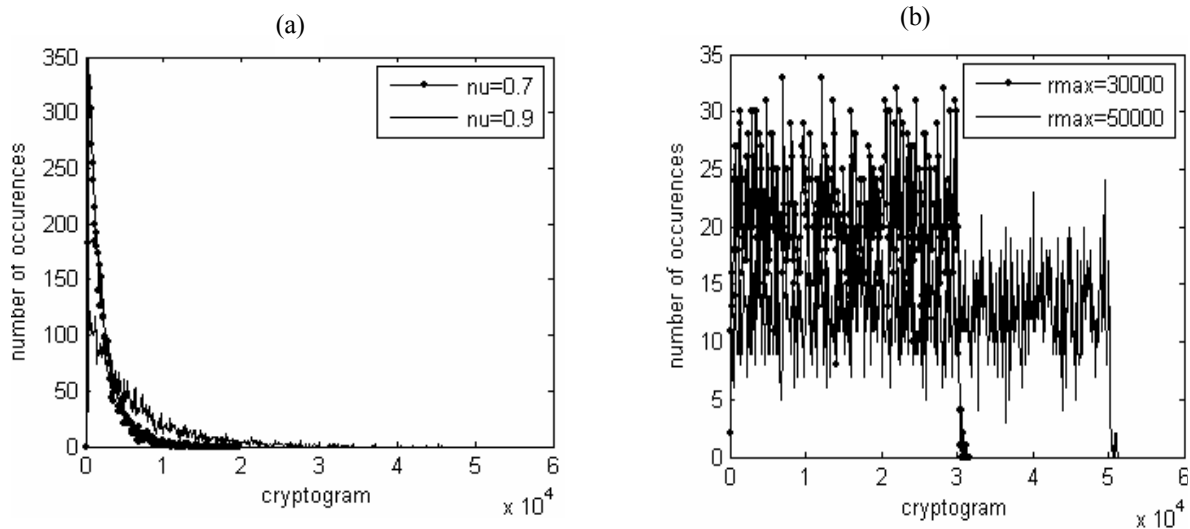 (a)
350
300
250
200
150
100
50
0
number of occurences
nu=0.7
nu=0.9
0 1 2 3 4 5 6
cryptogram
x 10^4
(b)
35
30
25
20
15
10
5
0
number of occurences
rmax=30000
rmax=50000
0 1 2 3 4 5 6
cryptogram
x 10^4